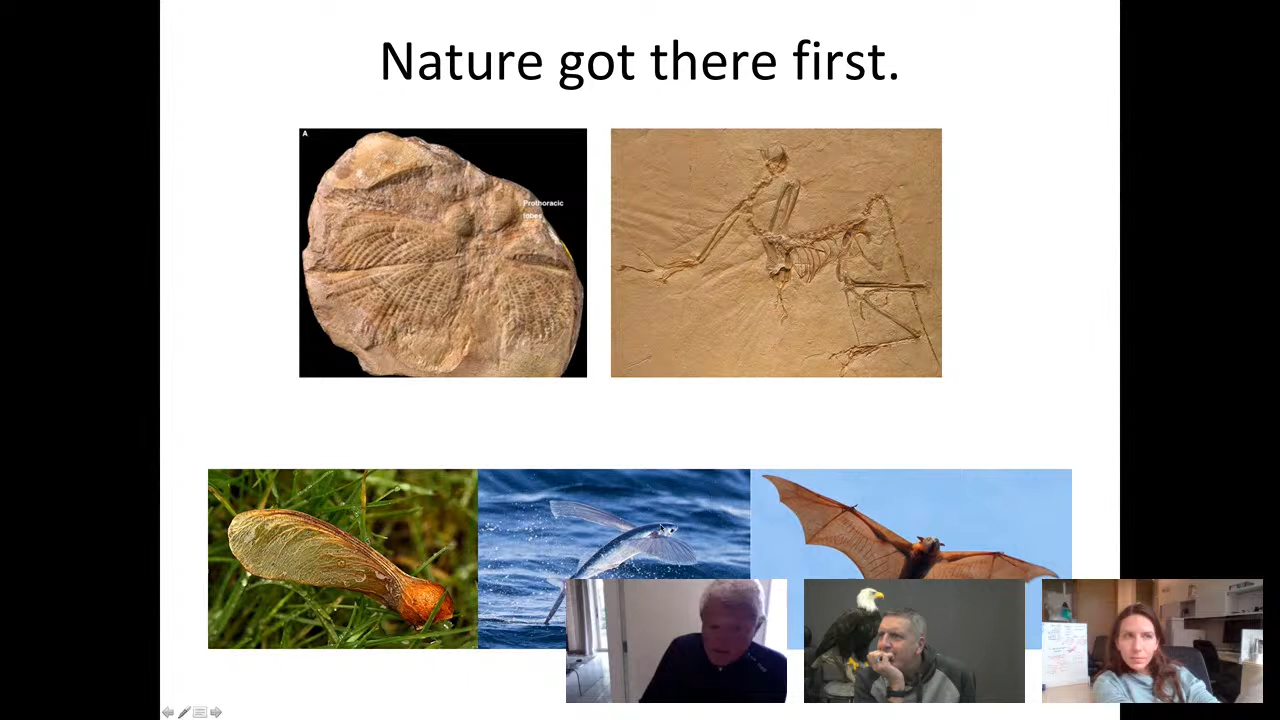 Nature got there first.
A
Prothoracic
lobes